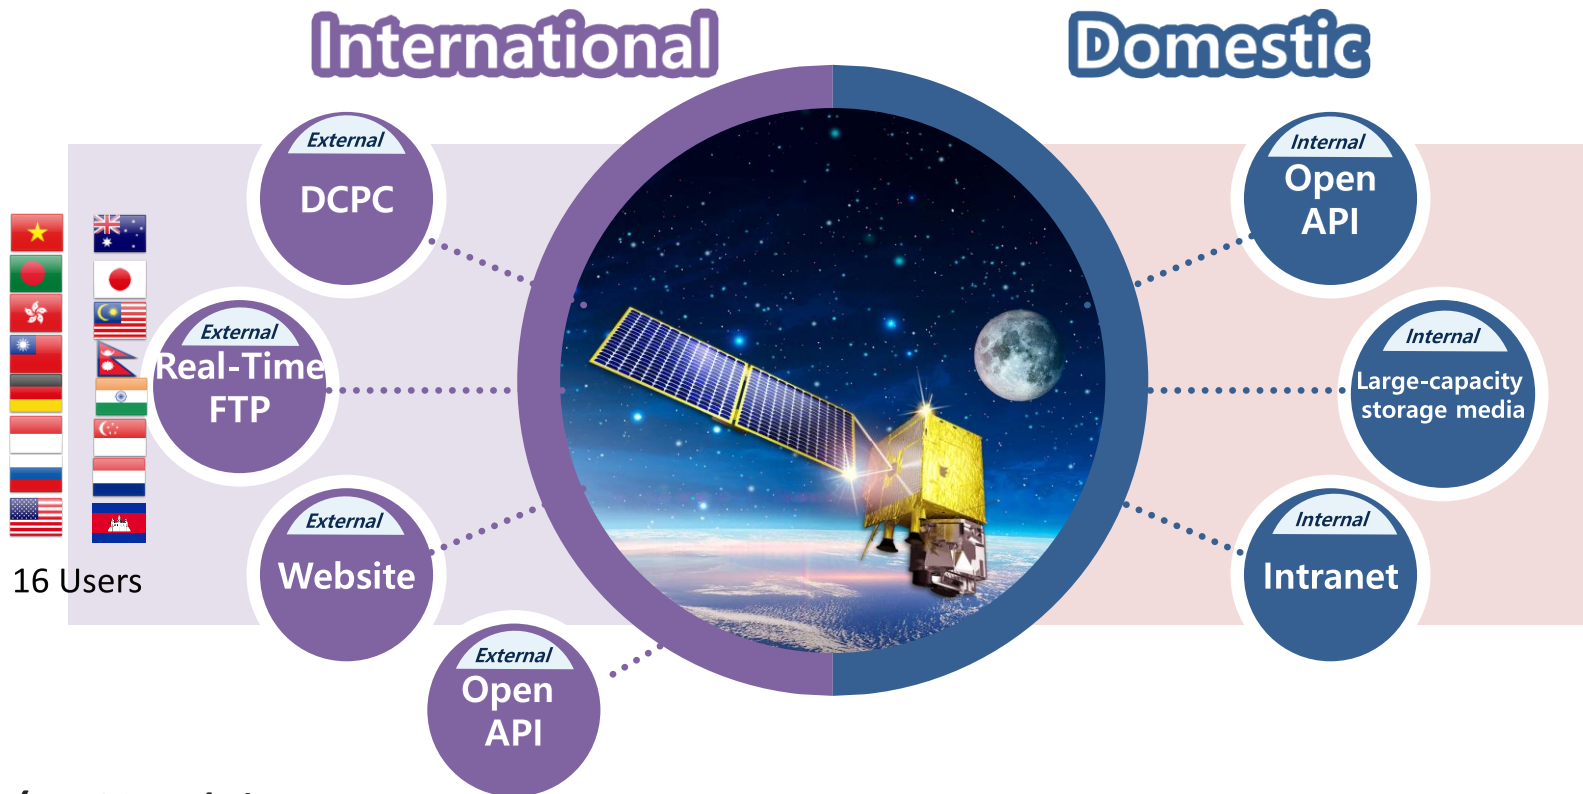 International
Domestic
External
DCPC
External
Real-Time
FTP
16 Users
External
Website
External
Open
API
Internal
Open
API
Internal
Large-capacity
storage media
Internal
Intranet